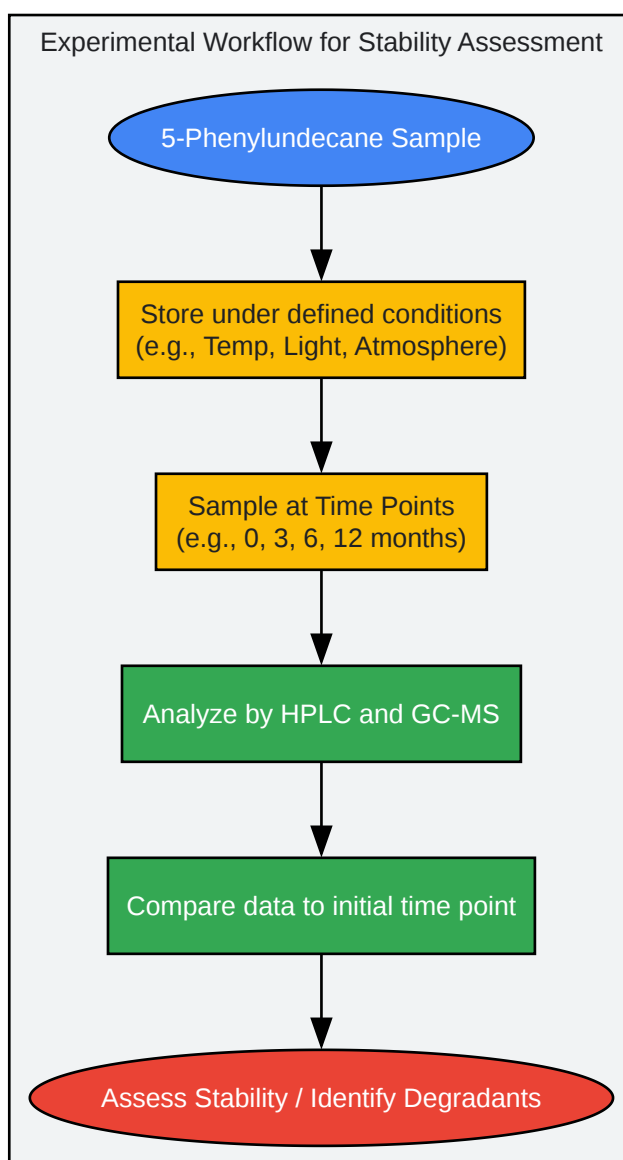 Experimental Workflow for Stability Assessment
5-Phenylundecane Sample
Store under defined conditions
(e.g., Temp, Light, Atmosphere)
Sample at Time Points
(e.g., 0, 3, 6, 12 months)
Analyze by HPLC and GC-MS
Compare data to initial time point
Assess Stability / Identify Degradants